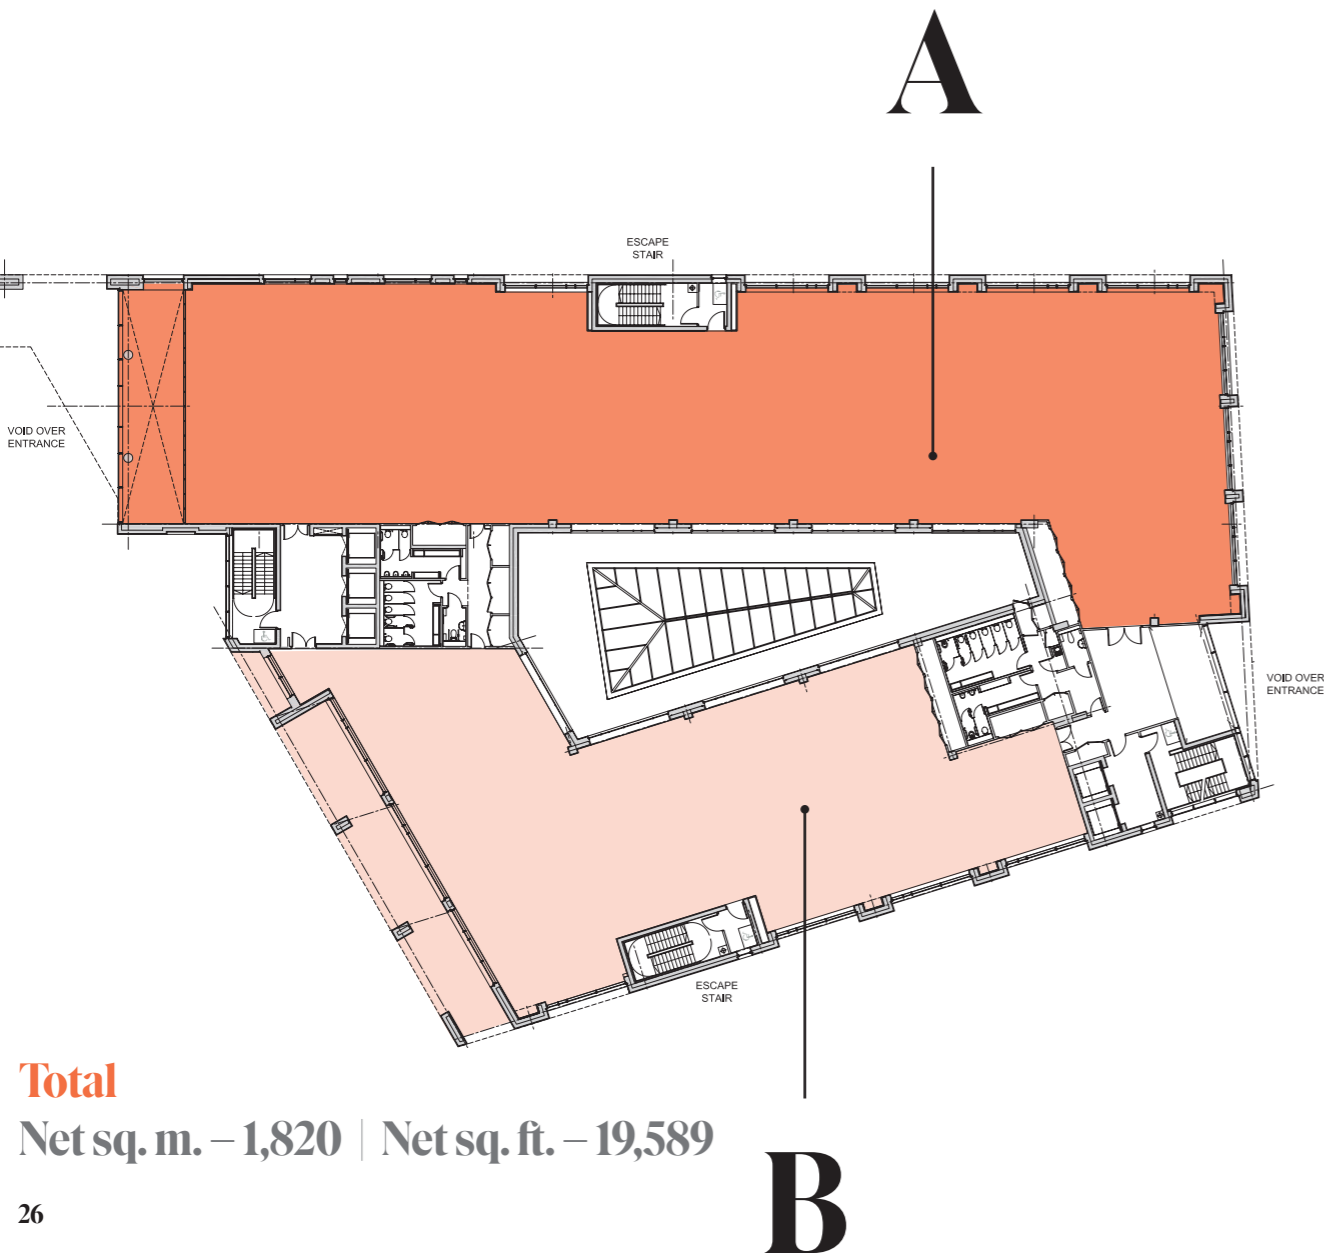 A
ESCAPE
STAIR
VOID OVER
ENTRANCE
VOID OVER
ENTRANCE
ESCAPE
STAIR
Total
Net sq. m. – 1,820 | Net sq. ft. – 19,589
B
26